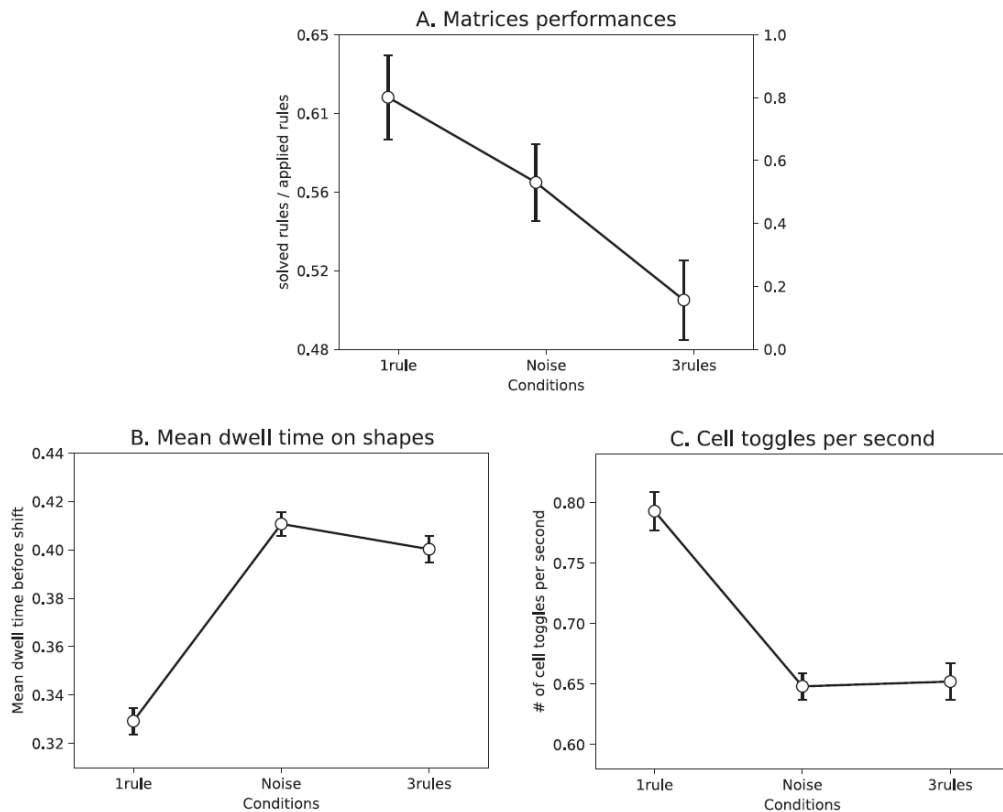 A. Matrices performances
solved rules / applied rules
0.65
0.61
0.56
0.52
0.48
1.0
0.8
0.6
0.4
0.2
0.0
1rule Noise 3rules
Conditions
B. Mean dwell time on shapes
Mean dwell time before shift
0.44
0.42
0.40
0.38
0.36
0.34
0.32
1rule Noise 3rules
Conditions
C. Cell toggles per second
# of cell toggles per second
0.80
0.75
0.70
0.65
0.60
1rule Noise 3rules
Conditions